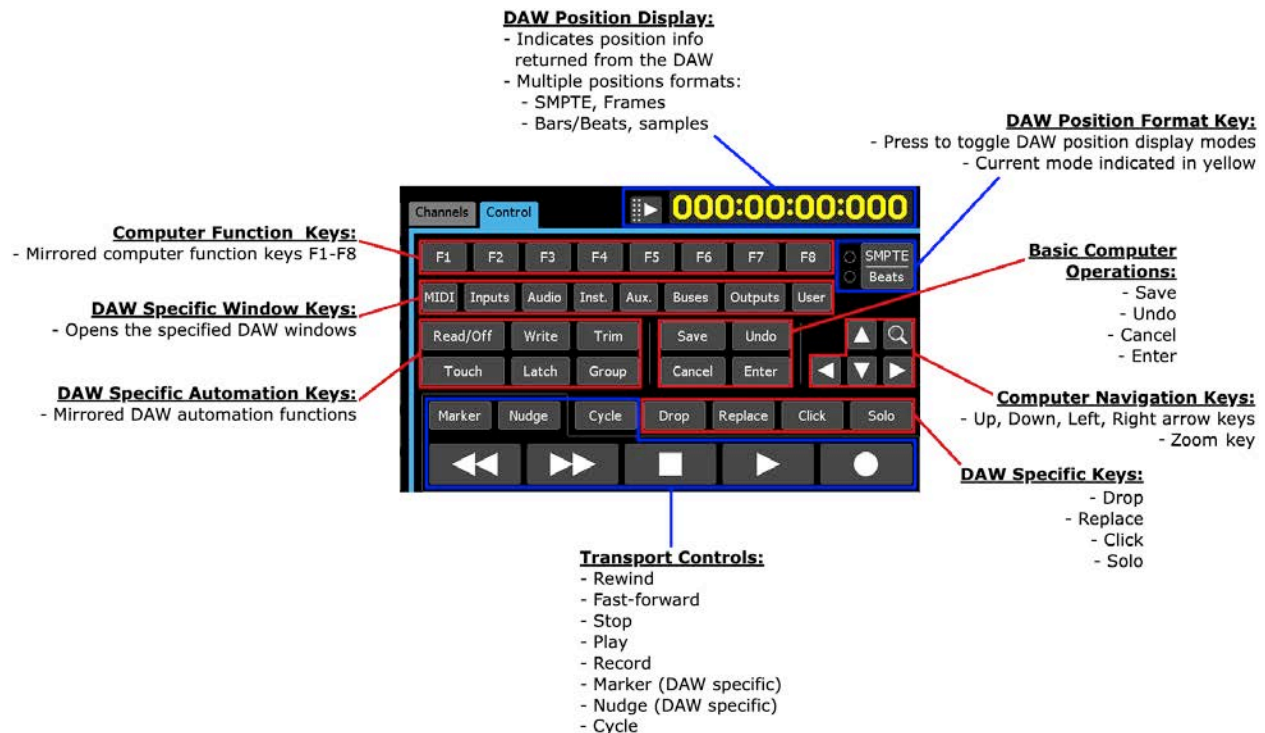 DAW Position Display:
- Indicates position info
returned from the DAW
- Multiple positions formats:
- SMPTE, Frames
- Bars/Beats, samples
DAW Position Format Key:
- Press to toggle DAW position display modes
- Current mode indicated in yellow
Computer Function Keys:
- Mirrored computer function keys F1-F8
DAW Specific Window Keys:
- Opens the specified DAW windows
DAW Specific Automation Keys:
- Mirrored DAW automation functions
Channels Control 000:00:00:000
F1 F2 F3 F4 F5 F6 F7 F8 SMPTE
Beats
MIDI Inputs Audio Inst. Aux. Buses Outputs User
Read/Off Write Trim Save Undo
Touch Latch Group Cancel Enter
Marker Nudge Cycle Drop Replace Click Solo
Basic Computer
Operations:
- Save
- Undo
- Cancel
- Enter
Computer Navigation Keys:
- Up, Down, Left, Right arrow keys
- Zoom key
DAW Specific Keys:
- Drop
- Replace
- Click
- Solo
Transport Controls:
- Rewind
- Fast-forward
- Stop
- Play
- Record
- Marker (DAW specific)
- Nudge (DAW specific)
- Cycle